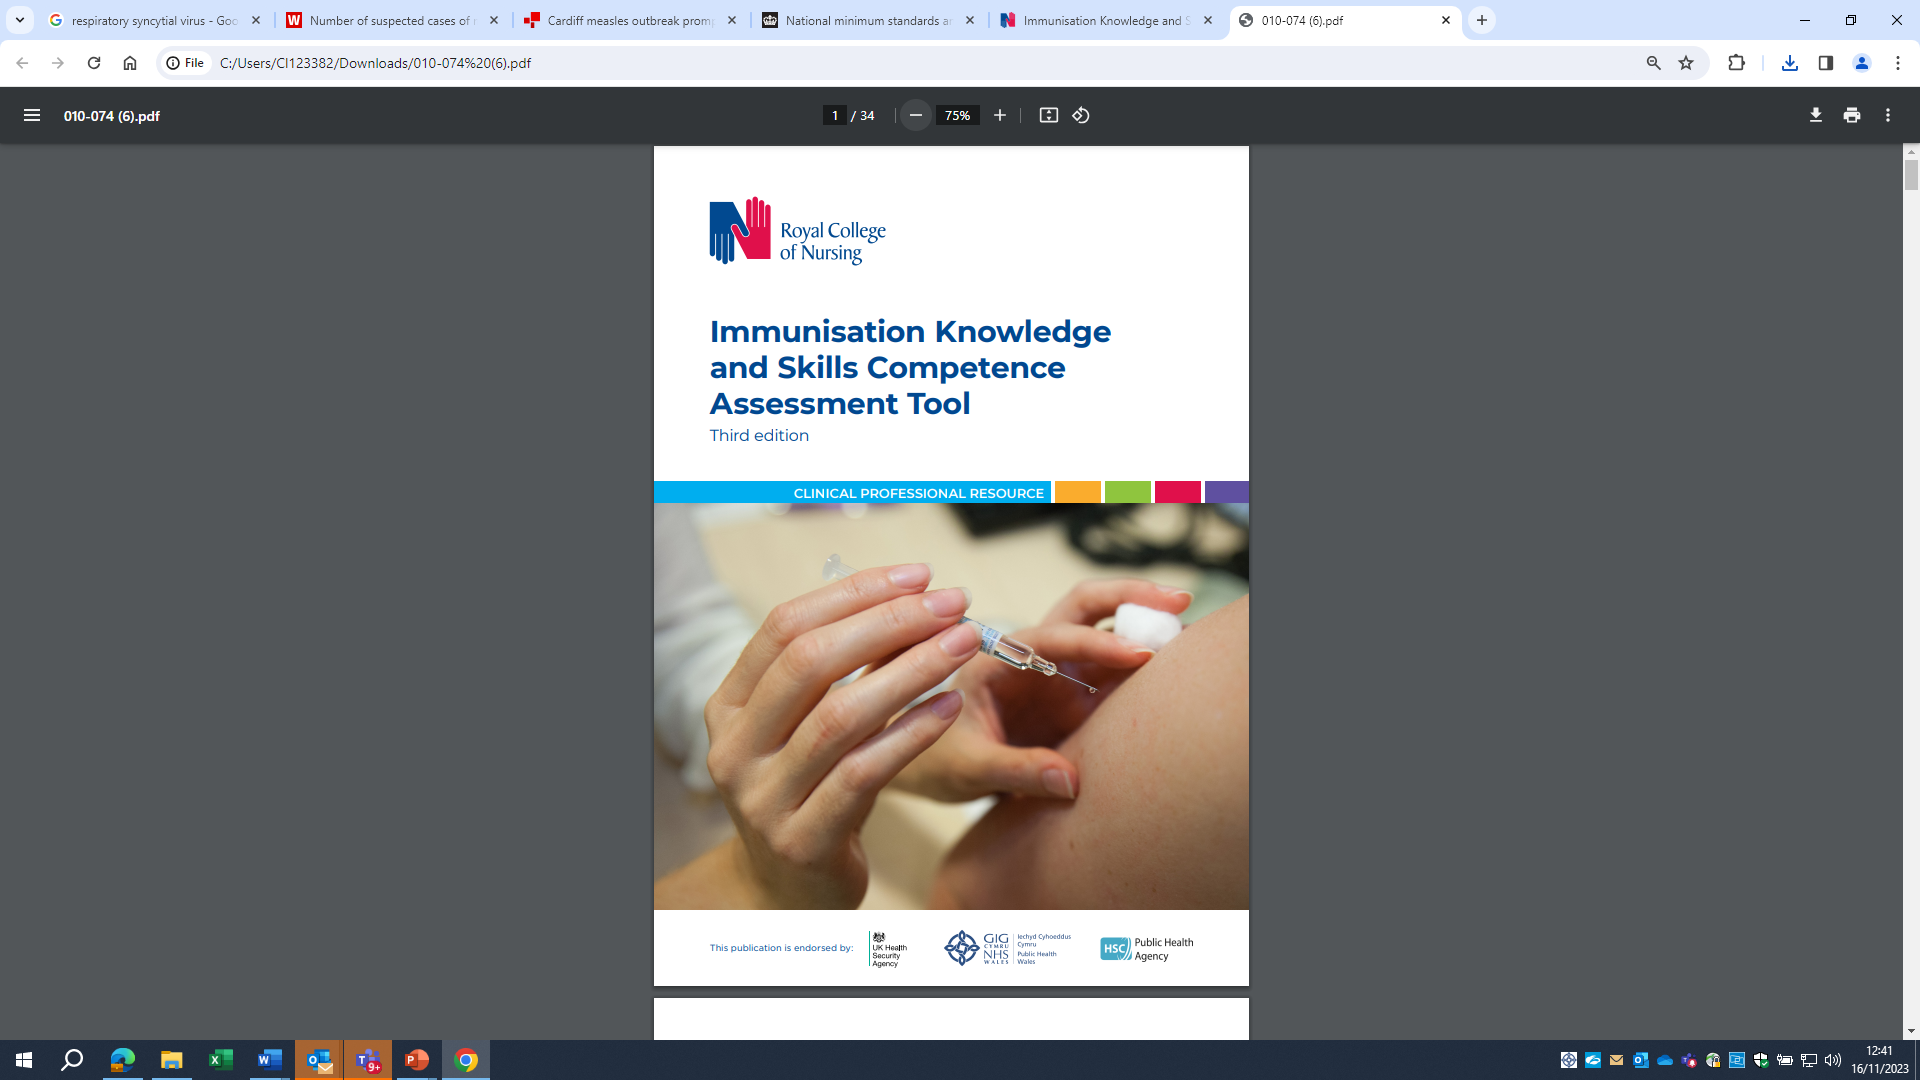 respiratory syncytial virus - Goo
Number of suspected cases of
Cardiff measles outbreak prom
National minimum standards a
Immunisation Knowledge and S
010-074 (6).pdf
File
C:/Users/CI123382/Downloads/010-074%20(6).pdf
010-074 (6).pdf
1 / 34
75%
Royal College
of Nursing
Immunisation Knowledge
and Skills Competence
Assessment Tool
Third edition
CLINICAL PROFESSIONAL RESOURCE
This publication is endorsed by:
UK Health
Security
Agency
GIG
CYMRU
NHS
WALES
Iechyd Cyhoeddus
Cymru
Public Health
Wales
HSC
Public Health
Agency
9+
12:41
16/11/2023